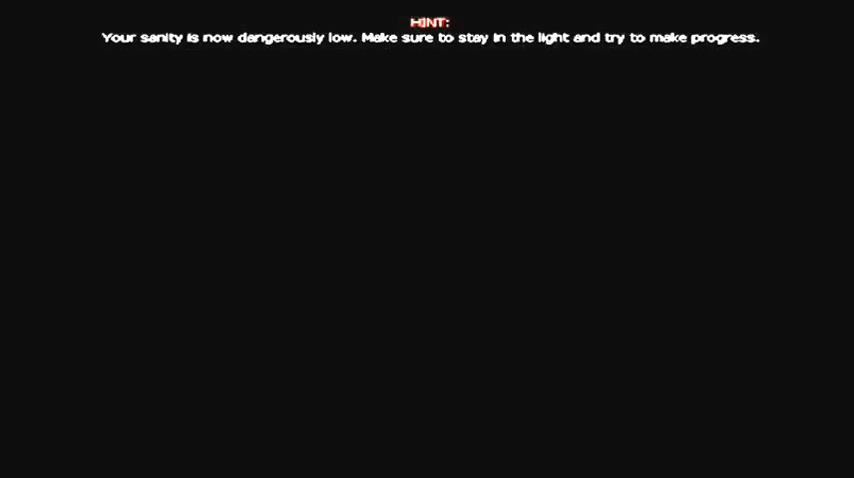 HINT:
Your sanity is now dangerously low. Make sure to stay in the light and try to make progress.